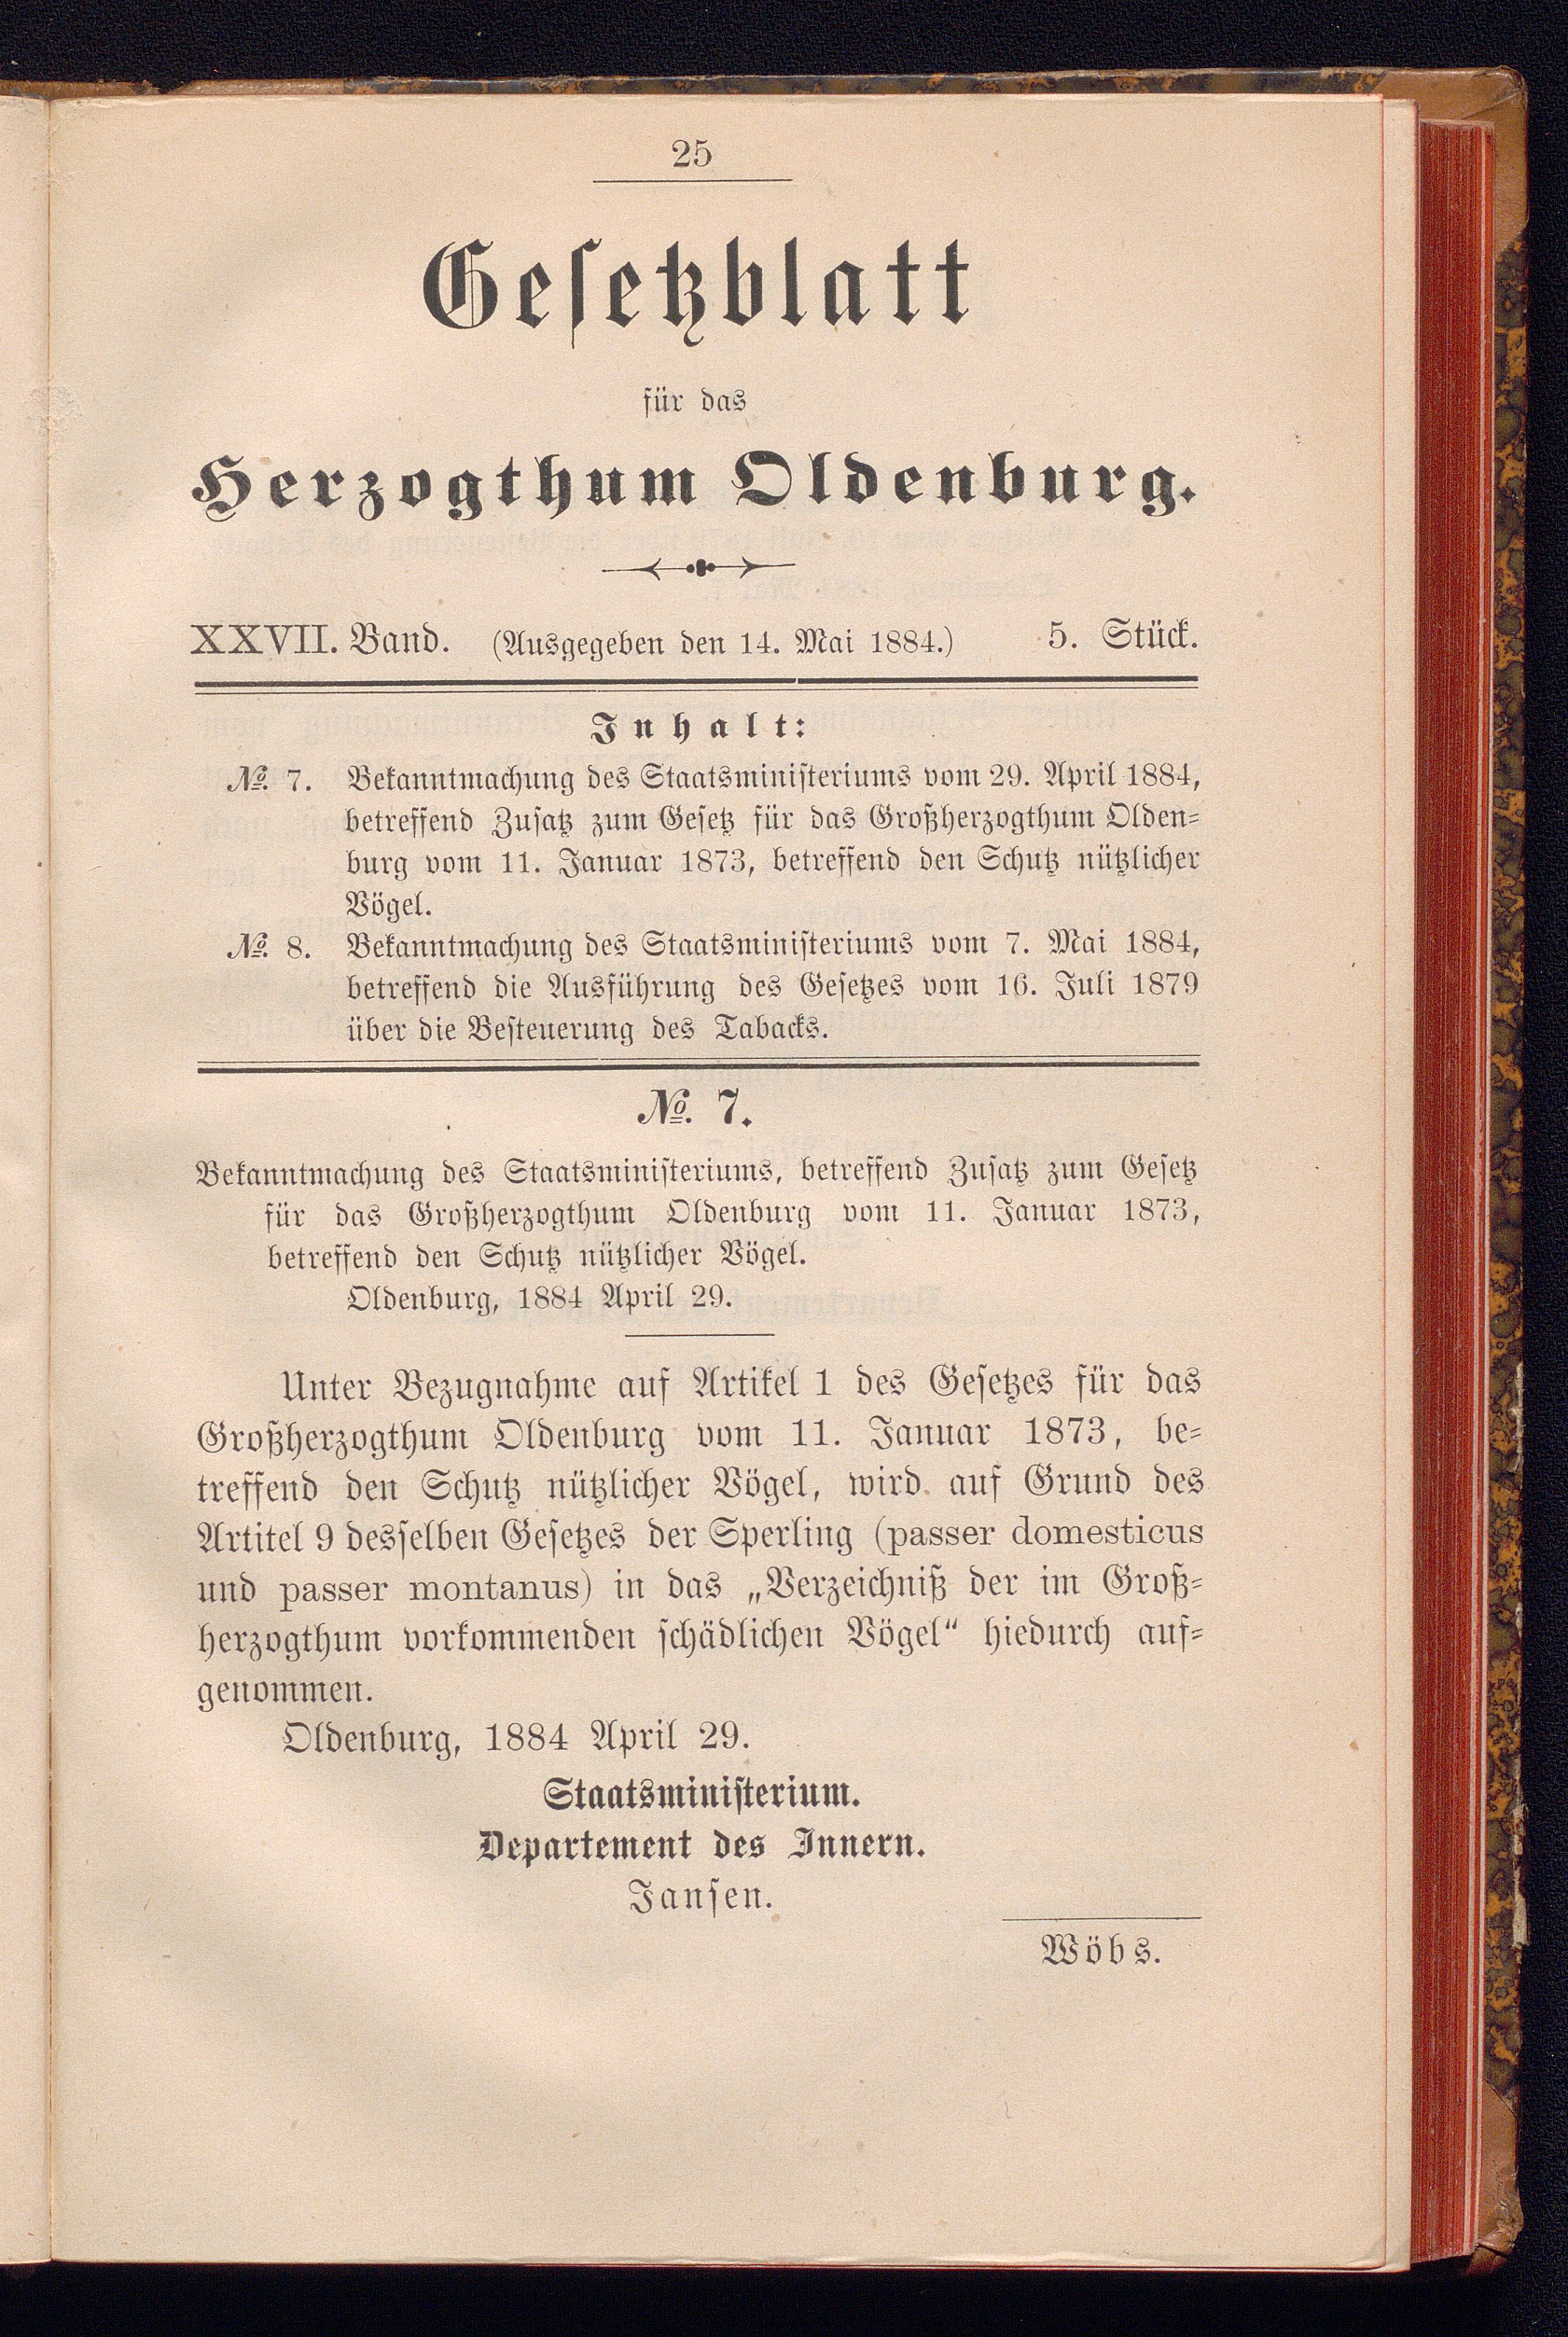 25
Gesetzblatt
für das
Herzogthum Oldenburg.
XXVII. Band. (Ausgegeben den 14. Mai 1884.) 5. Stück.
Inhalt:
№. 7. Bekanntmachung des Staatsministeriums vom 29. April 1884,
betreffend Zusatz zum Gesetz für das Großherzogthum Olden-
burg vom 11. Januar 1873, betreffend den Schutz nützlicher
Vögel.
№. 8. Bekanntmachung des Staatsministeriums vom 7. Mai 1884,
betreffend die Ausführung des Gesetzes vom 16. Juli 1879
über die Besteuerung des Tabacks.
№. 7.
Bekanntmachung des Staatsministeriums, betreffend Zusatz zum Gesetz
für das Großherzogthum Oldenburg vom 11. Januar 1873,
betreffend den Schutz nützlicher Vögel.
Oldenburg, 1884 April 29.
Unter Bezugnahme auf Artikel 1 des Gesetzes für das
Großherzogthum Oldenburg vom 11. Januar 1873, be-
treffend den Schutz nützlicher Vögel, wird auf Grund des
Artitel 9 desselben Gesetzes der Sperling (passer domesticus
und passer montanus) in das „Verzeichniß der im Groß-
herzogthum vorkommenden schädlichen Vögel“ hiedurch auf-
genommen.
Oldenburg, 1884 April 29.
Staatsministerium.
Departement des Innern.
Jansen.
Wöbs.